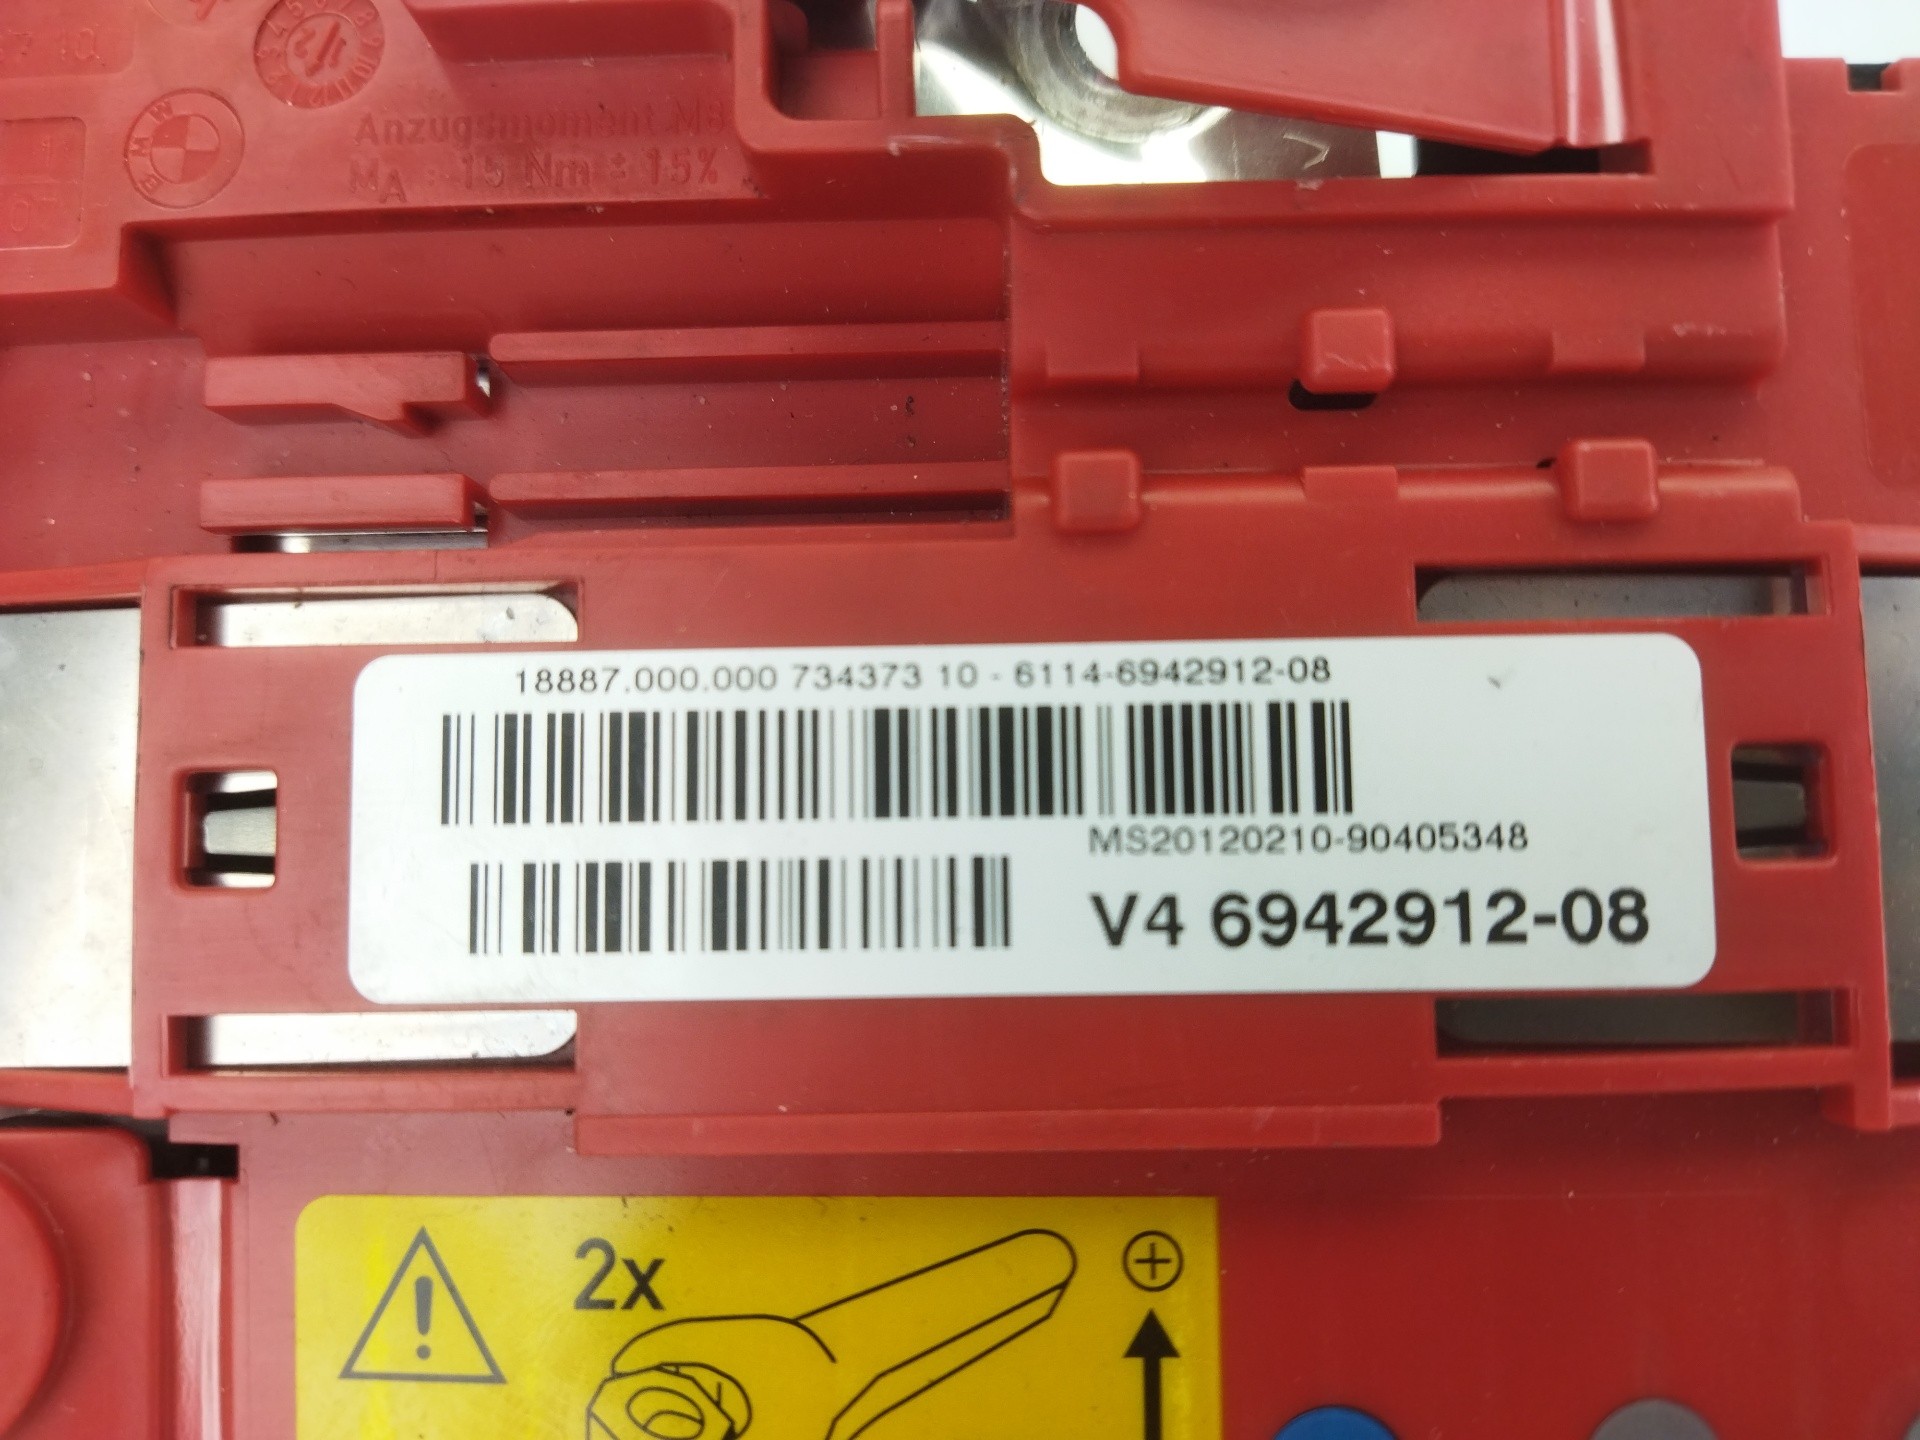 BMW
Anzugsmoment M8
MA = 15 Nm ± 15%
18887.000.000 734373 10 - 6114-6942912-08
MS20120210-90405348
V4 6942912-08
2x